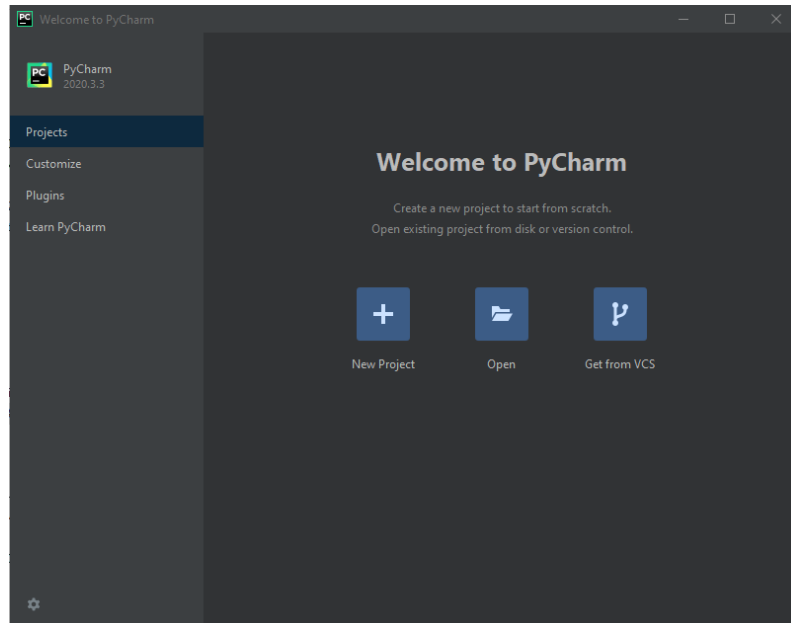 Welcome to PyCharm
PC
PyCharm
2020.3.3
Projects
Customize
Plugins
Learn PyCharm
Welcome to PyCharm
Create a new project to start from scratch.
Open existing project from disk or version control.
New Project
Open
Get from VCS